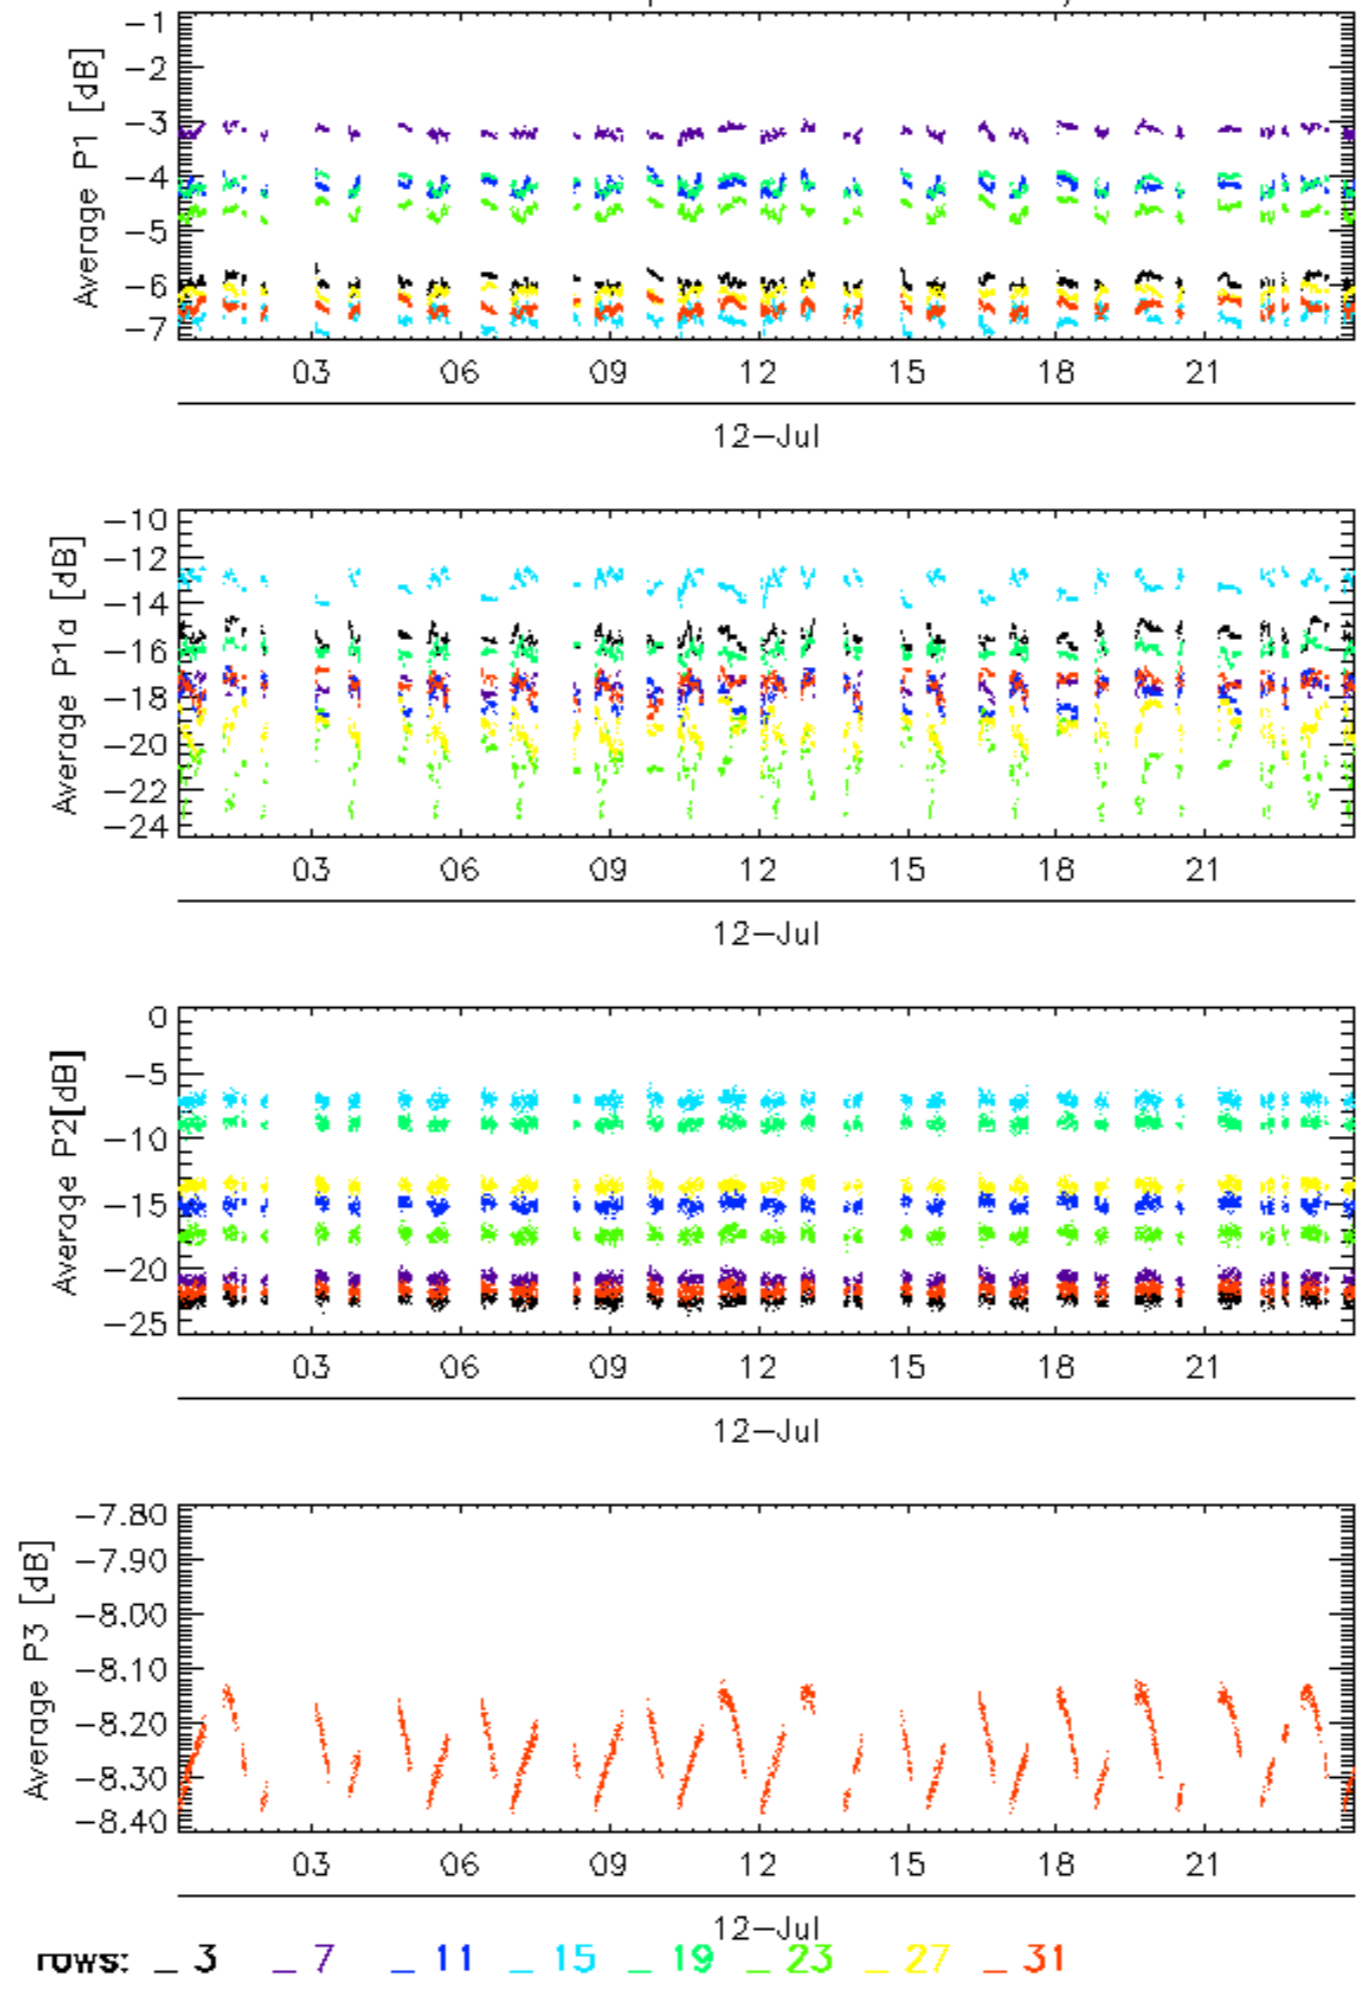 -1
-2
-3
-4
-5
-6
-7
Average P1 [dB]
03 06 09 12 15 18 21
12-Jul
-10
-12
-14
-16
-18
-20
-22
-24
Average P1a [dB]
03 06 09 12 15 18 21
12-Jul
0
-5
-10
-15
-20
-25
Average P2[dB]
03 06 09 12 15 18 21
12-Jul
-7.80
-7.90
-8.00
-8.10
-8.20
-8.30
-8.40
Average P3 [dB]
03 06 09 12 15 18 21
12-Jul
rows: _ 3 _ 7 _ 11 _ 15 _ 19 _ 23 _ 27 _ 31